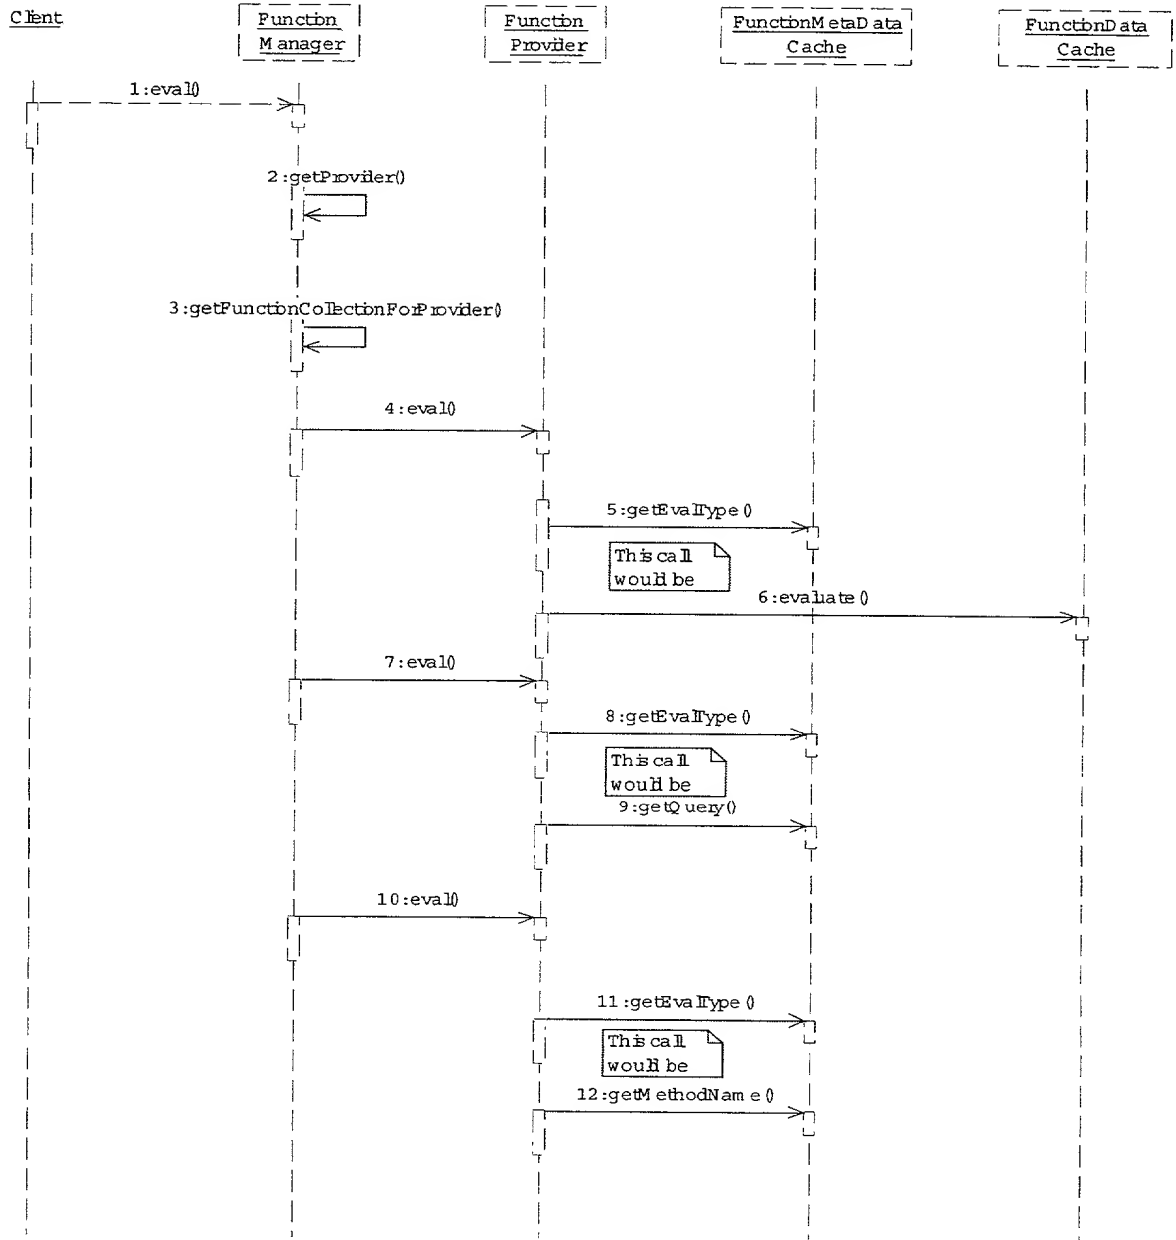 Client
Function
Manager
Function
Provider
FunctionMetaData
Cache
FunctionData
Cache
1:eval()
2:getProvider()
3:getFunctionCollectionForProvider()
4:eval()
5:getEvalType()
This call
would be
6:evaluate()
7:eval()
8:getEvalType()
This call
would be
9:getQuery()
10:eval()
11:getEvalType()
This call
would be
12:getMethodName()